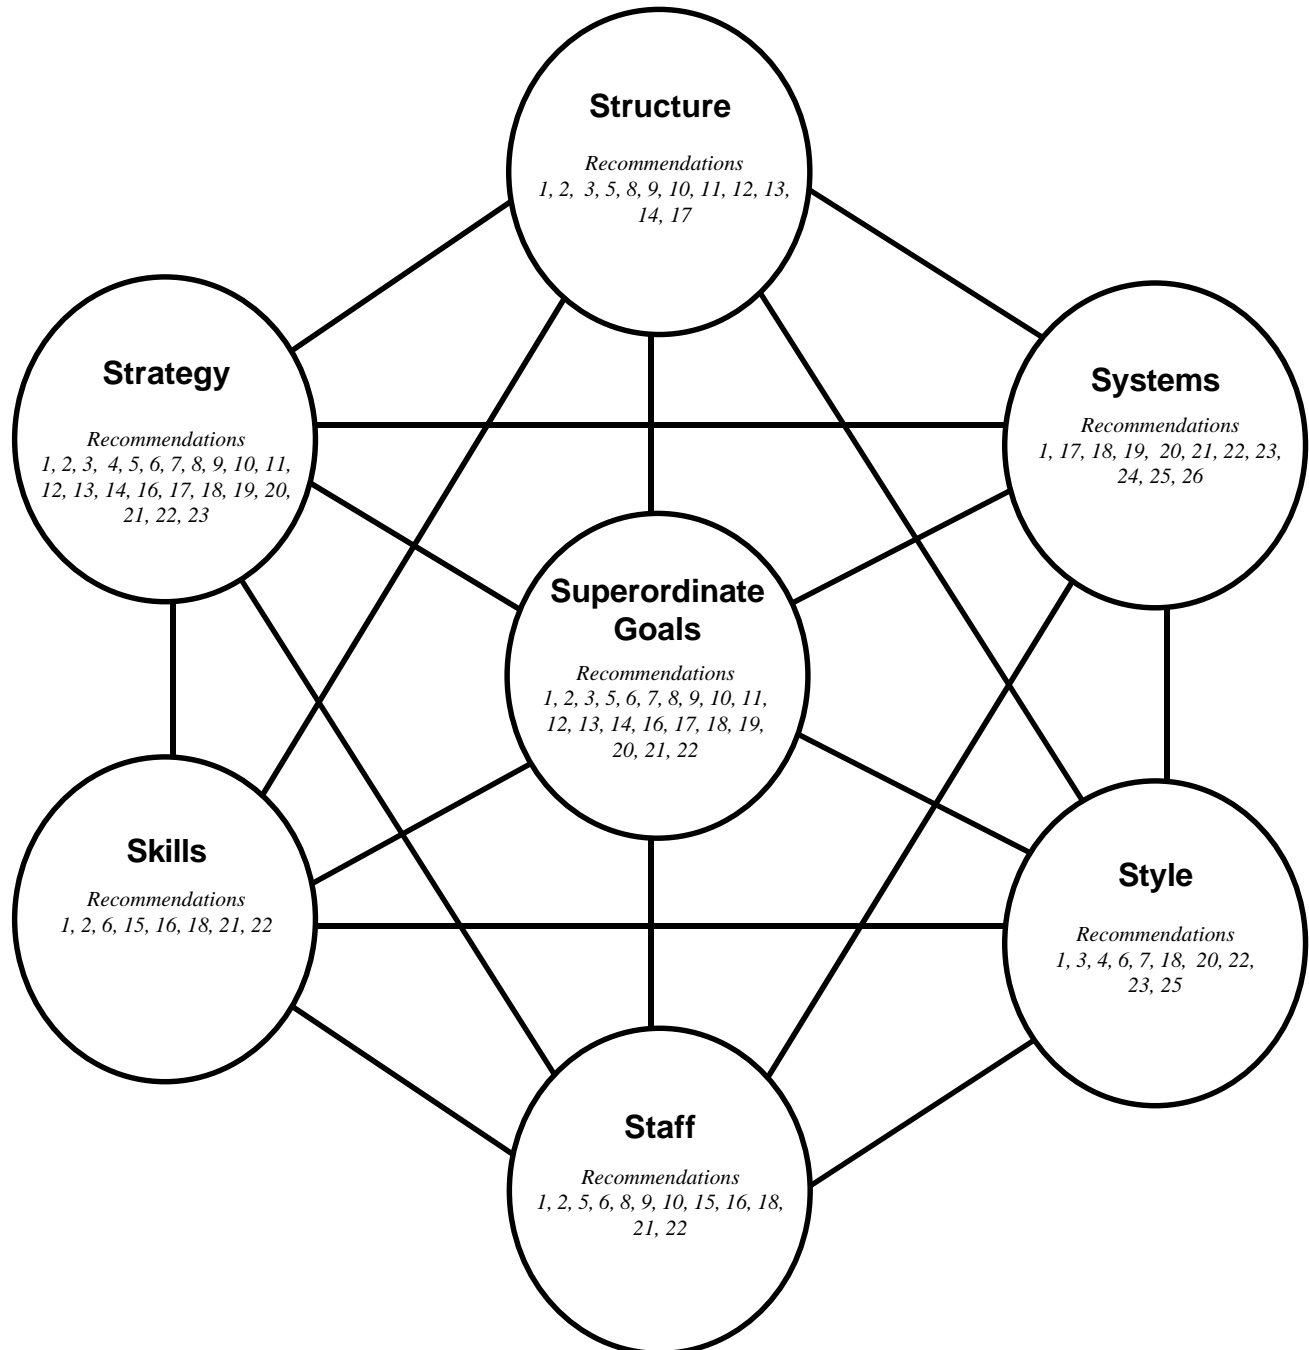 Structure
Recommendations
1, 2, 3, 5, 8, 9, 10, 11, 12, 13,
14, 17
Strategy
Recommendations
1, 2, 3, 4, 5, 6, 7, 8, 9, 10, 11,
12, 13, 14, 16, 17, 18, 19, 20,
21, 22, 23
Systems
Recommendations
1, 17, 18, 19, 20, 21, 22, 23,
24, 25, 26
Superordinate
Goals
Recommendations
1, 2, 3, 5, 6, 7, 8, 9, 10, 11,
12, 13, 14, 16, 17, 18, 19,
20, 21, 22
Skills
Recommendations
1, 2, 6, 15, 16, 18, 21, 22
Style
Recommendations
1, 3, 4, 6, 7, 18, 20, 22,
23, 25
Staff
Recommendations
1, 2, 5, 6, 8, 9, 10, 15, 16, 18,
21, 22